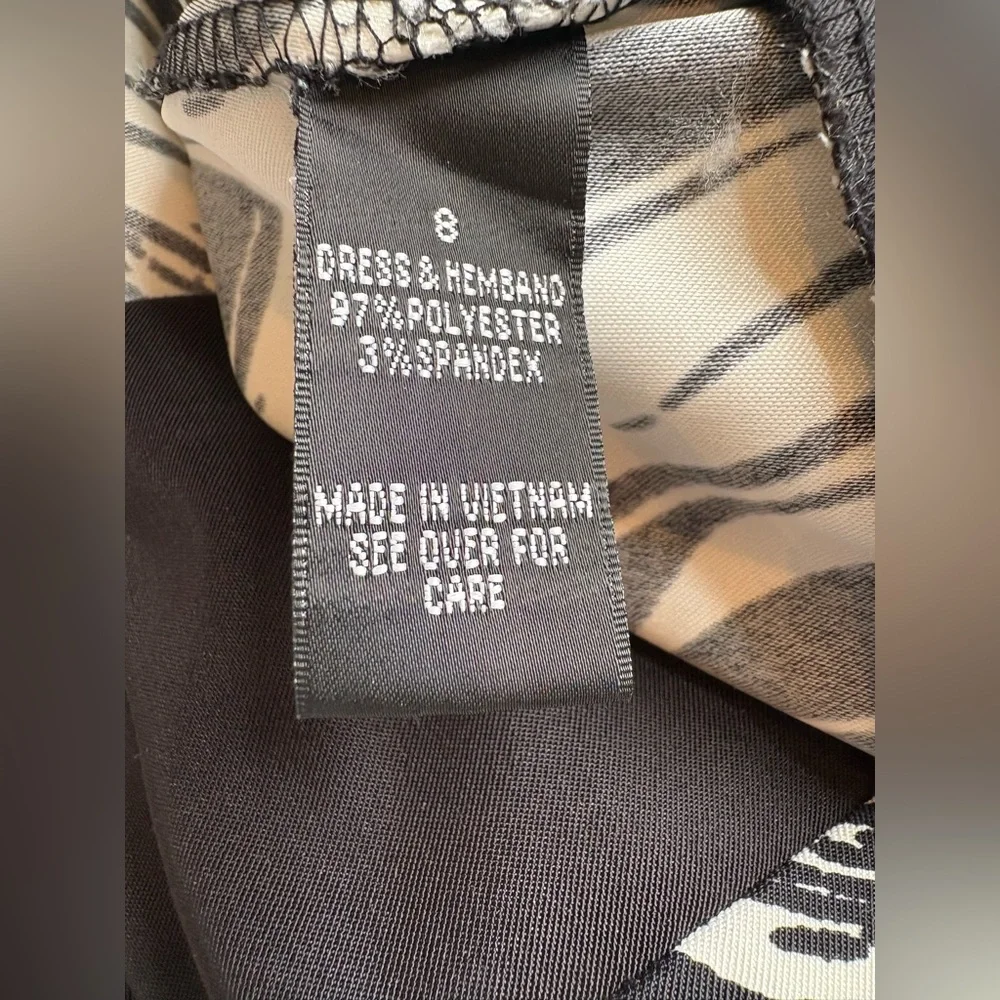 8
DRESS & HEMBAND
97%POLYESTER
3%SPANDEX
MADE IN VIETNAM
SEE OVER FOR
CARE